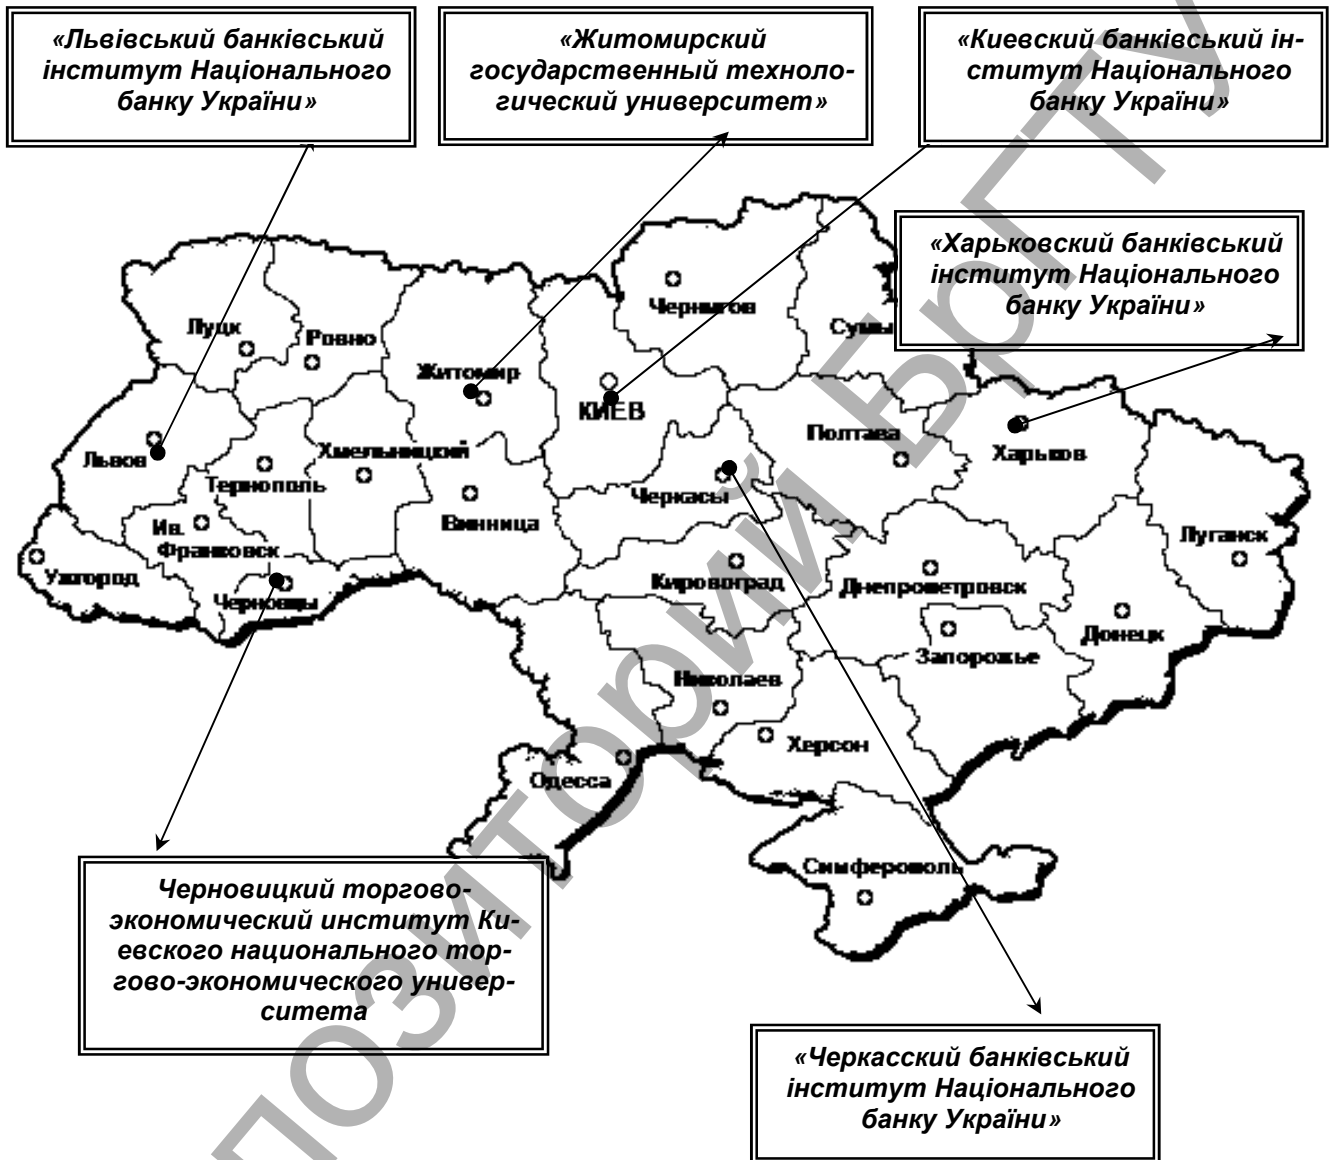 «Львівський банківський
інститут Національного
банку України»
«Житомирский
государственный техноло-
гический университет»
«Киевский банківський ін-
ститут Національного
банку України»
«Харьковский банківський
інститут Національного
банку України»
Чернигов
Сумы
Луцк
Ровно
Житомир
КИЕВ
Полтава
Харьков
Львов
Тернополь
Хмельницкий
Черкасы
Винница
Ив.
Франковск
Луганск
Ужгород
Черновцы
Кировоград
Днепропетровск
Донецк
Запорожье
Николаев
Херсон
Одесса
Симферополь
Черновицкий торгово-
экономический институт Ки-
евского национального тор-
гово-экономического универ-
ситета
«Черкасский банківський
інститут Національного
банку України»
позиторий БрГТУ